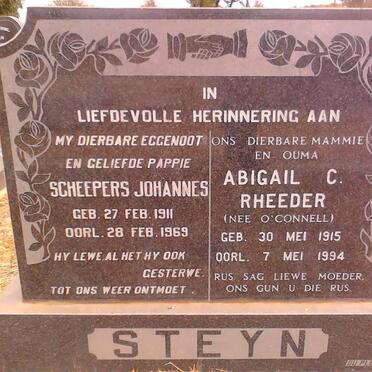 IN
LIEFDEVOLLE HERINNERING AAN
MY DIERBARE EGGENOOT
EN GELIEFDE PAPPIE
SCHEEPERS JOHANNES
GEB. 27 FEB. 1911
OORL. 28 FEB. 1969
HY LEWE AL HET HY OOK
GESTERWE.
TOT ONS WEER ONTMOET.
ONS DIERBARE MAMMIE
EN OUMA
ABIGAIL C.
RHEEDER
(NEE O'CONNELL)
GEB. 30 MEI 1915
OORL. 7 MEI 1994
RUS SAG LIEWE MOEDER,
ONS GUN U DIE RUS.
STEYN